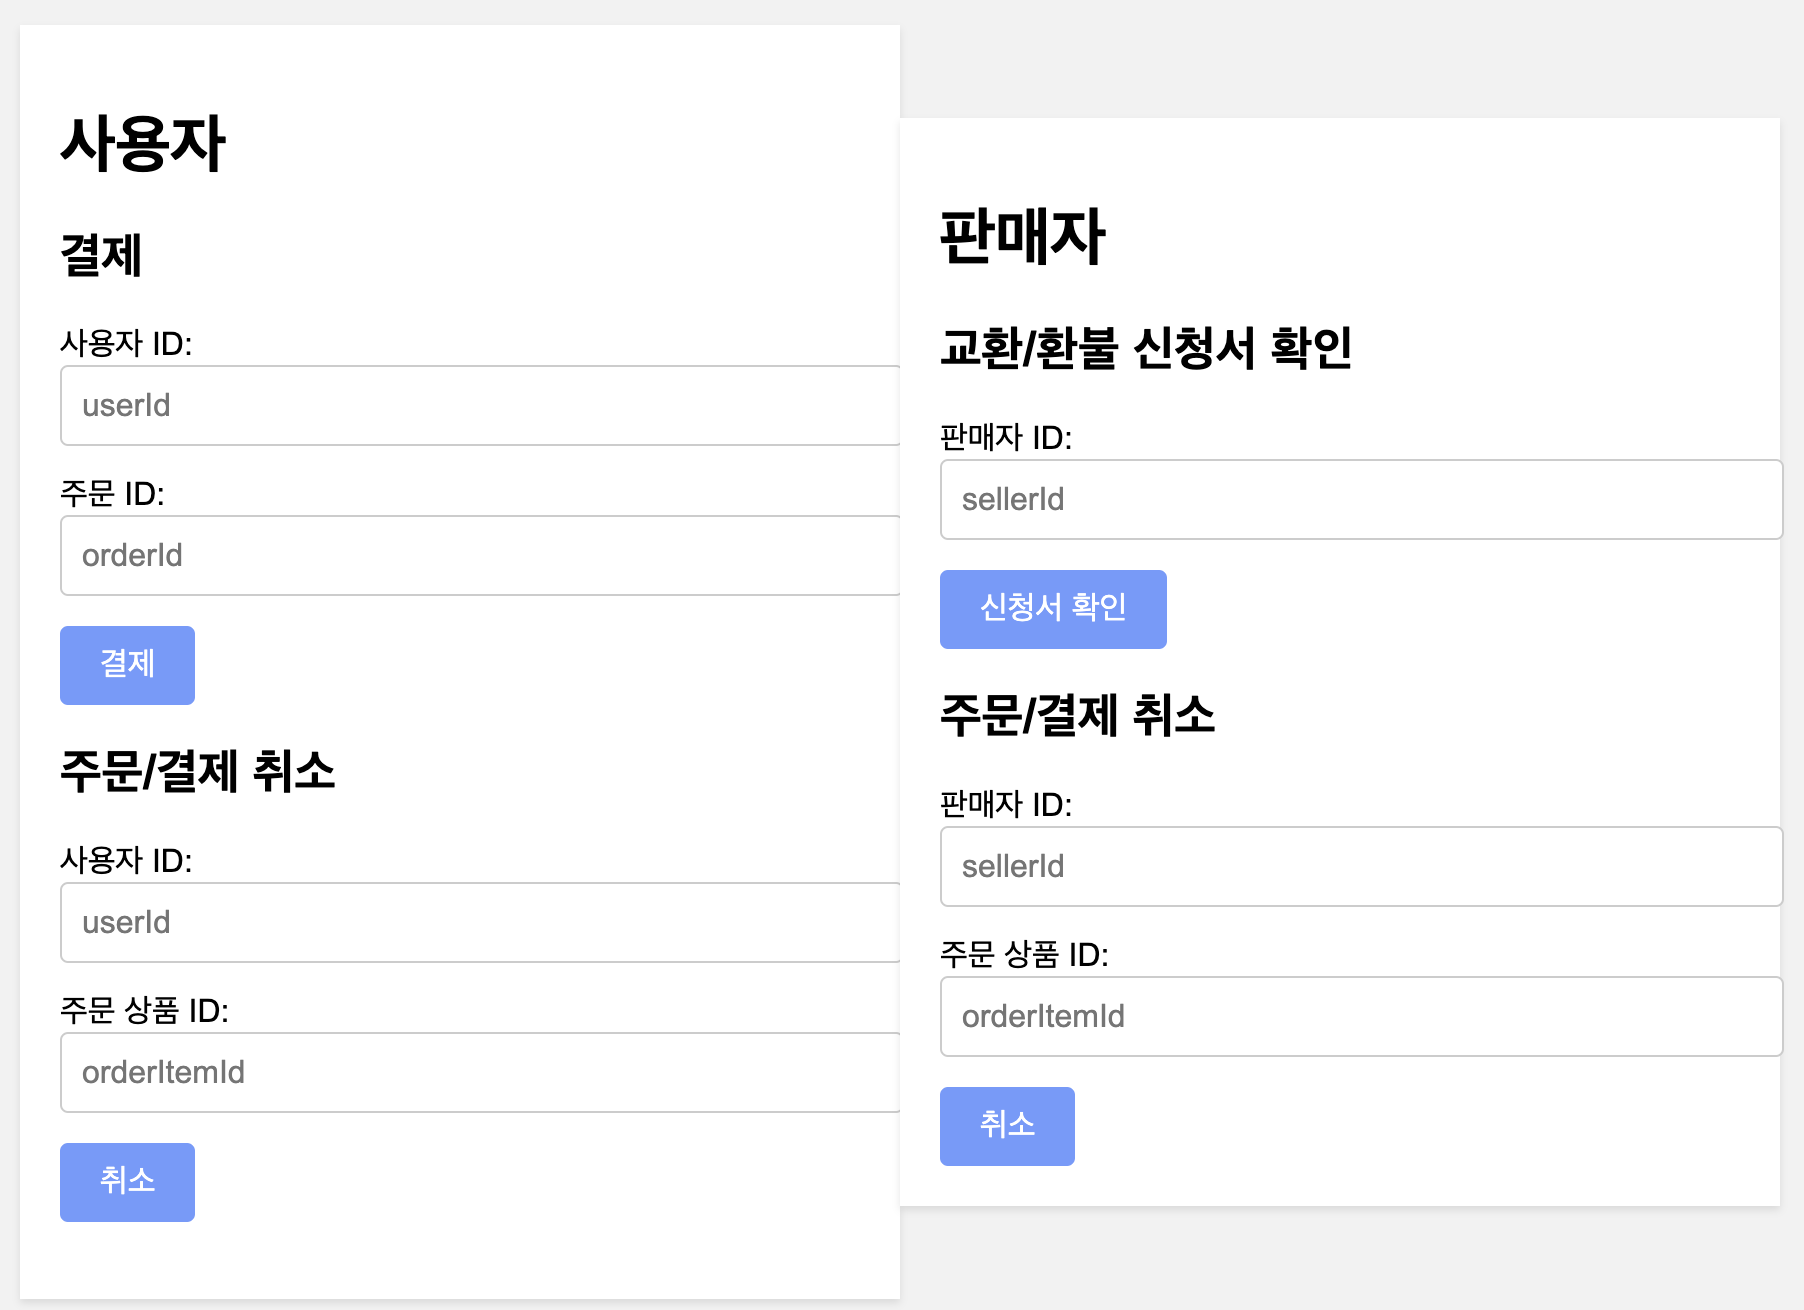 사용자
결제
사용자 ID:
userId
주문 ID:
orderId
결제
주문/결제 취소
사용자 ID:
userId
주문 상품 ID:
orderItemId
취소
판매자
교환/환불 신청서 확인
판매자 ID:
sellerId
신청서 확인
주문/결제 취소
판매자 ID:
sellerId
주문 상품 ID:
orderItemId
취소